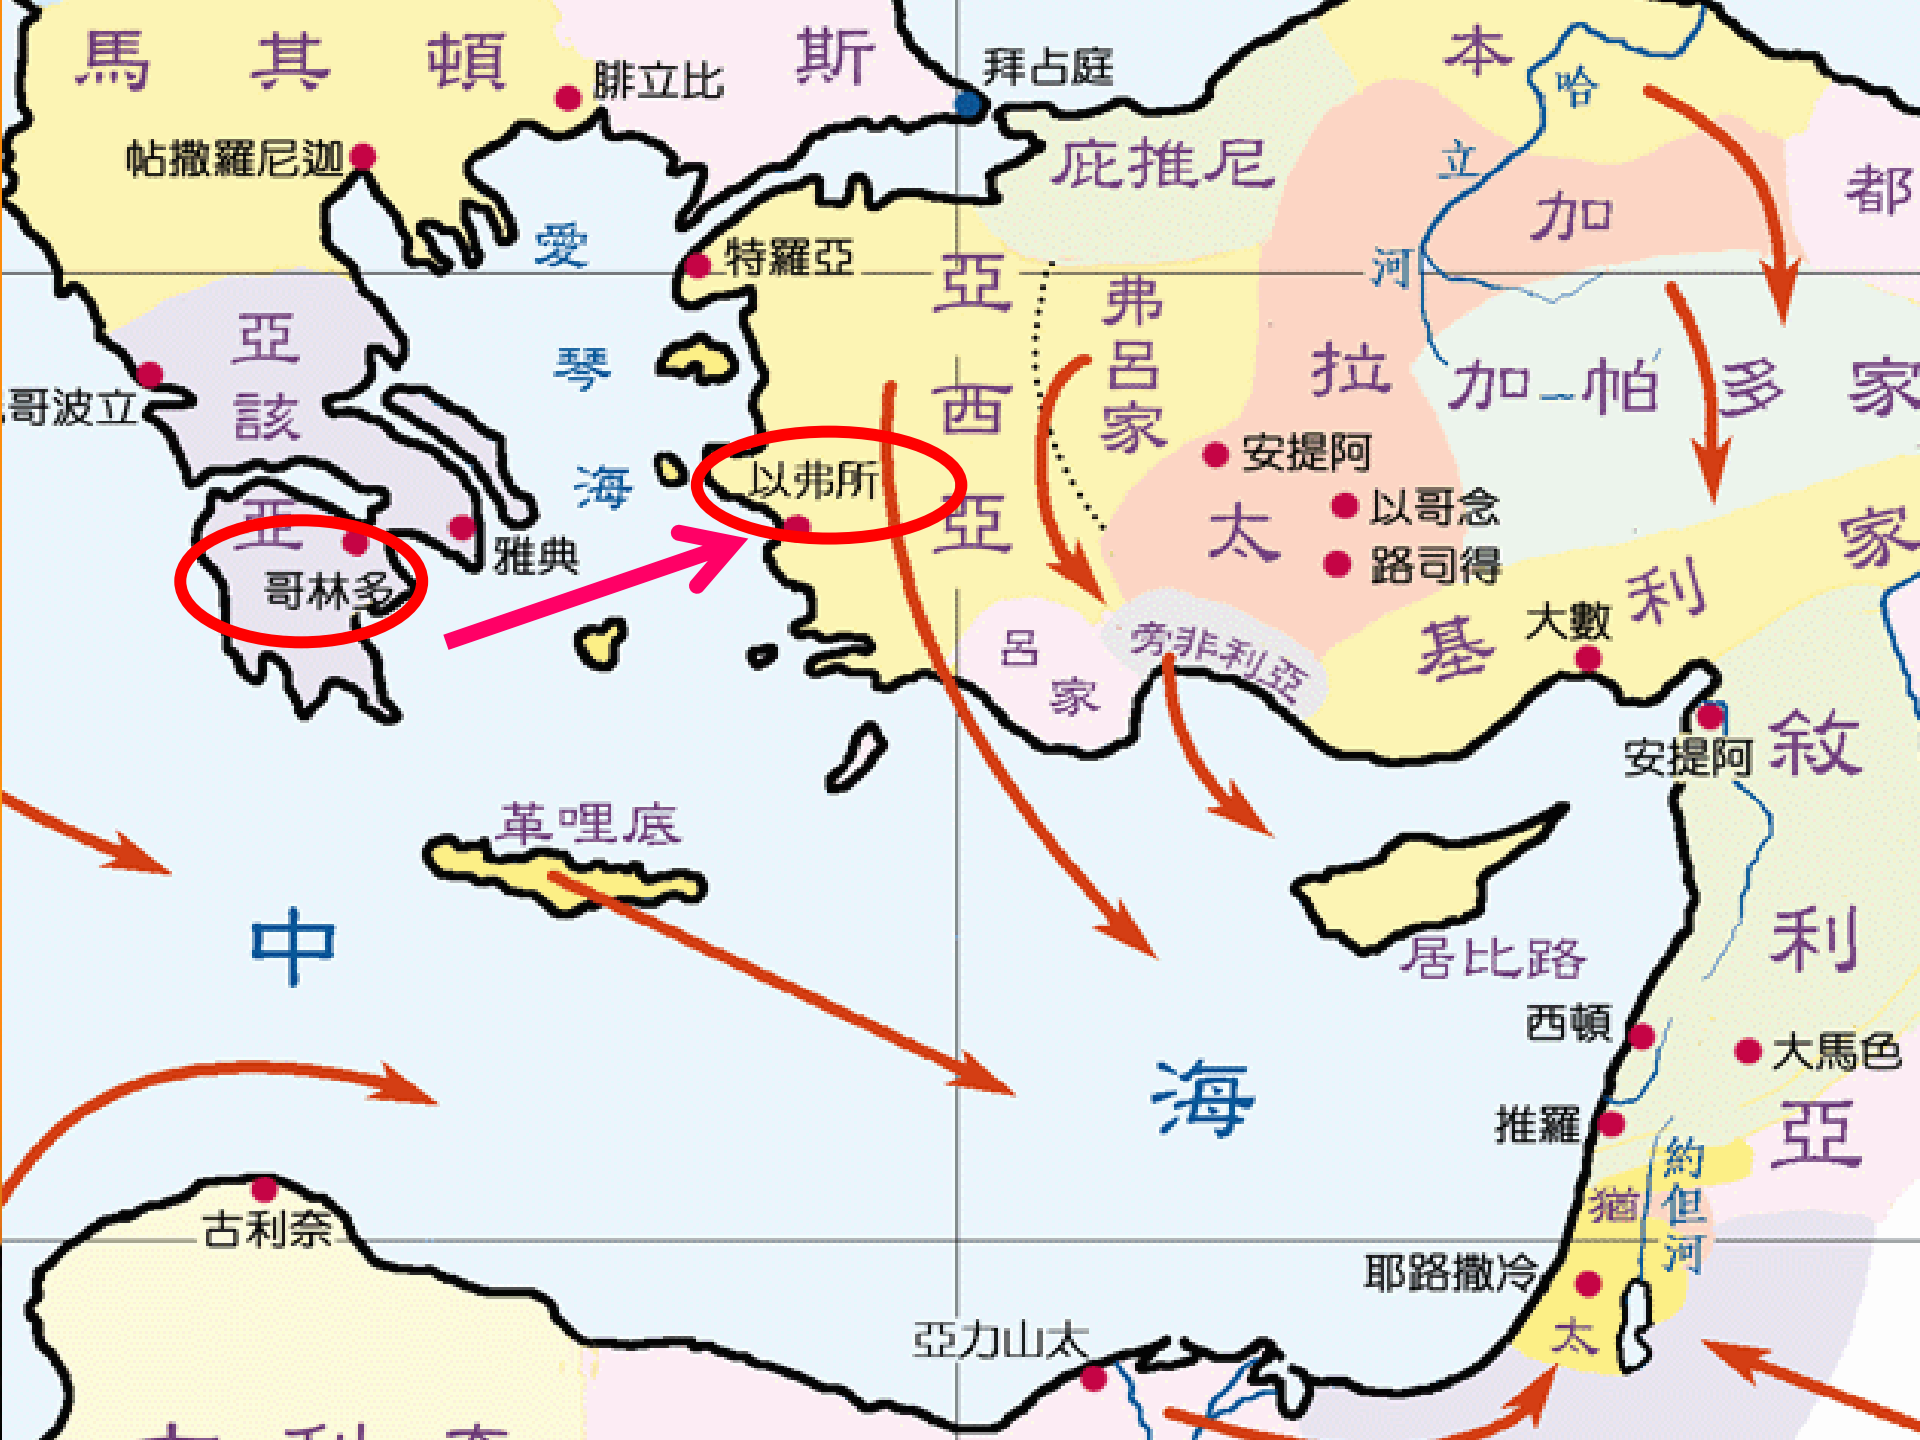 馬其頓
斯
本
腓立比
拜占庭
哈
帖撒羅尼迦
庇推尼
立
都
加
愛
特羅亞
河
亞西亞
弗呂家
亞該亞
琴
拉
加帕多家
哥波立
海
安提阿
以弗所
以哥念
太
雅典
路司得
家
哥林多
利
大數
基
呂家
旁非利亞
安提阿
敘
革哩底
中
利
居比路
西頓
大馬色
海
推羅
亞
約但河
猶
古利奈
耶路撒冷
太
亞力山太